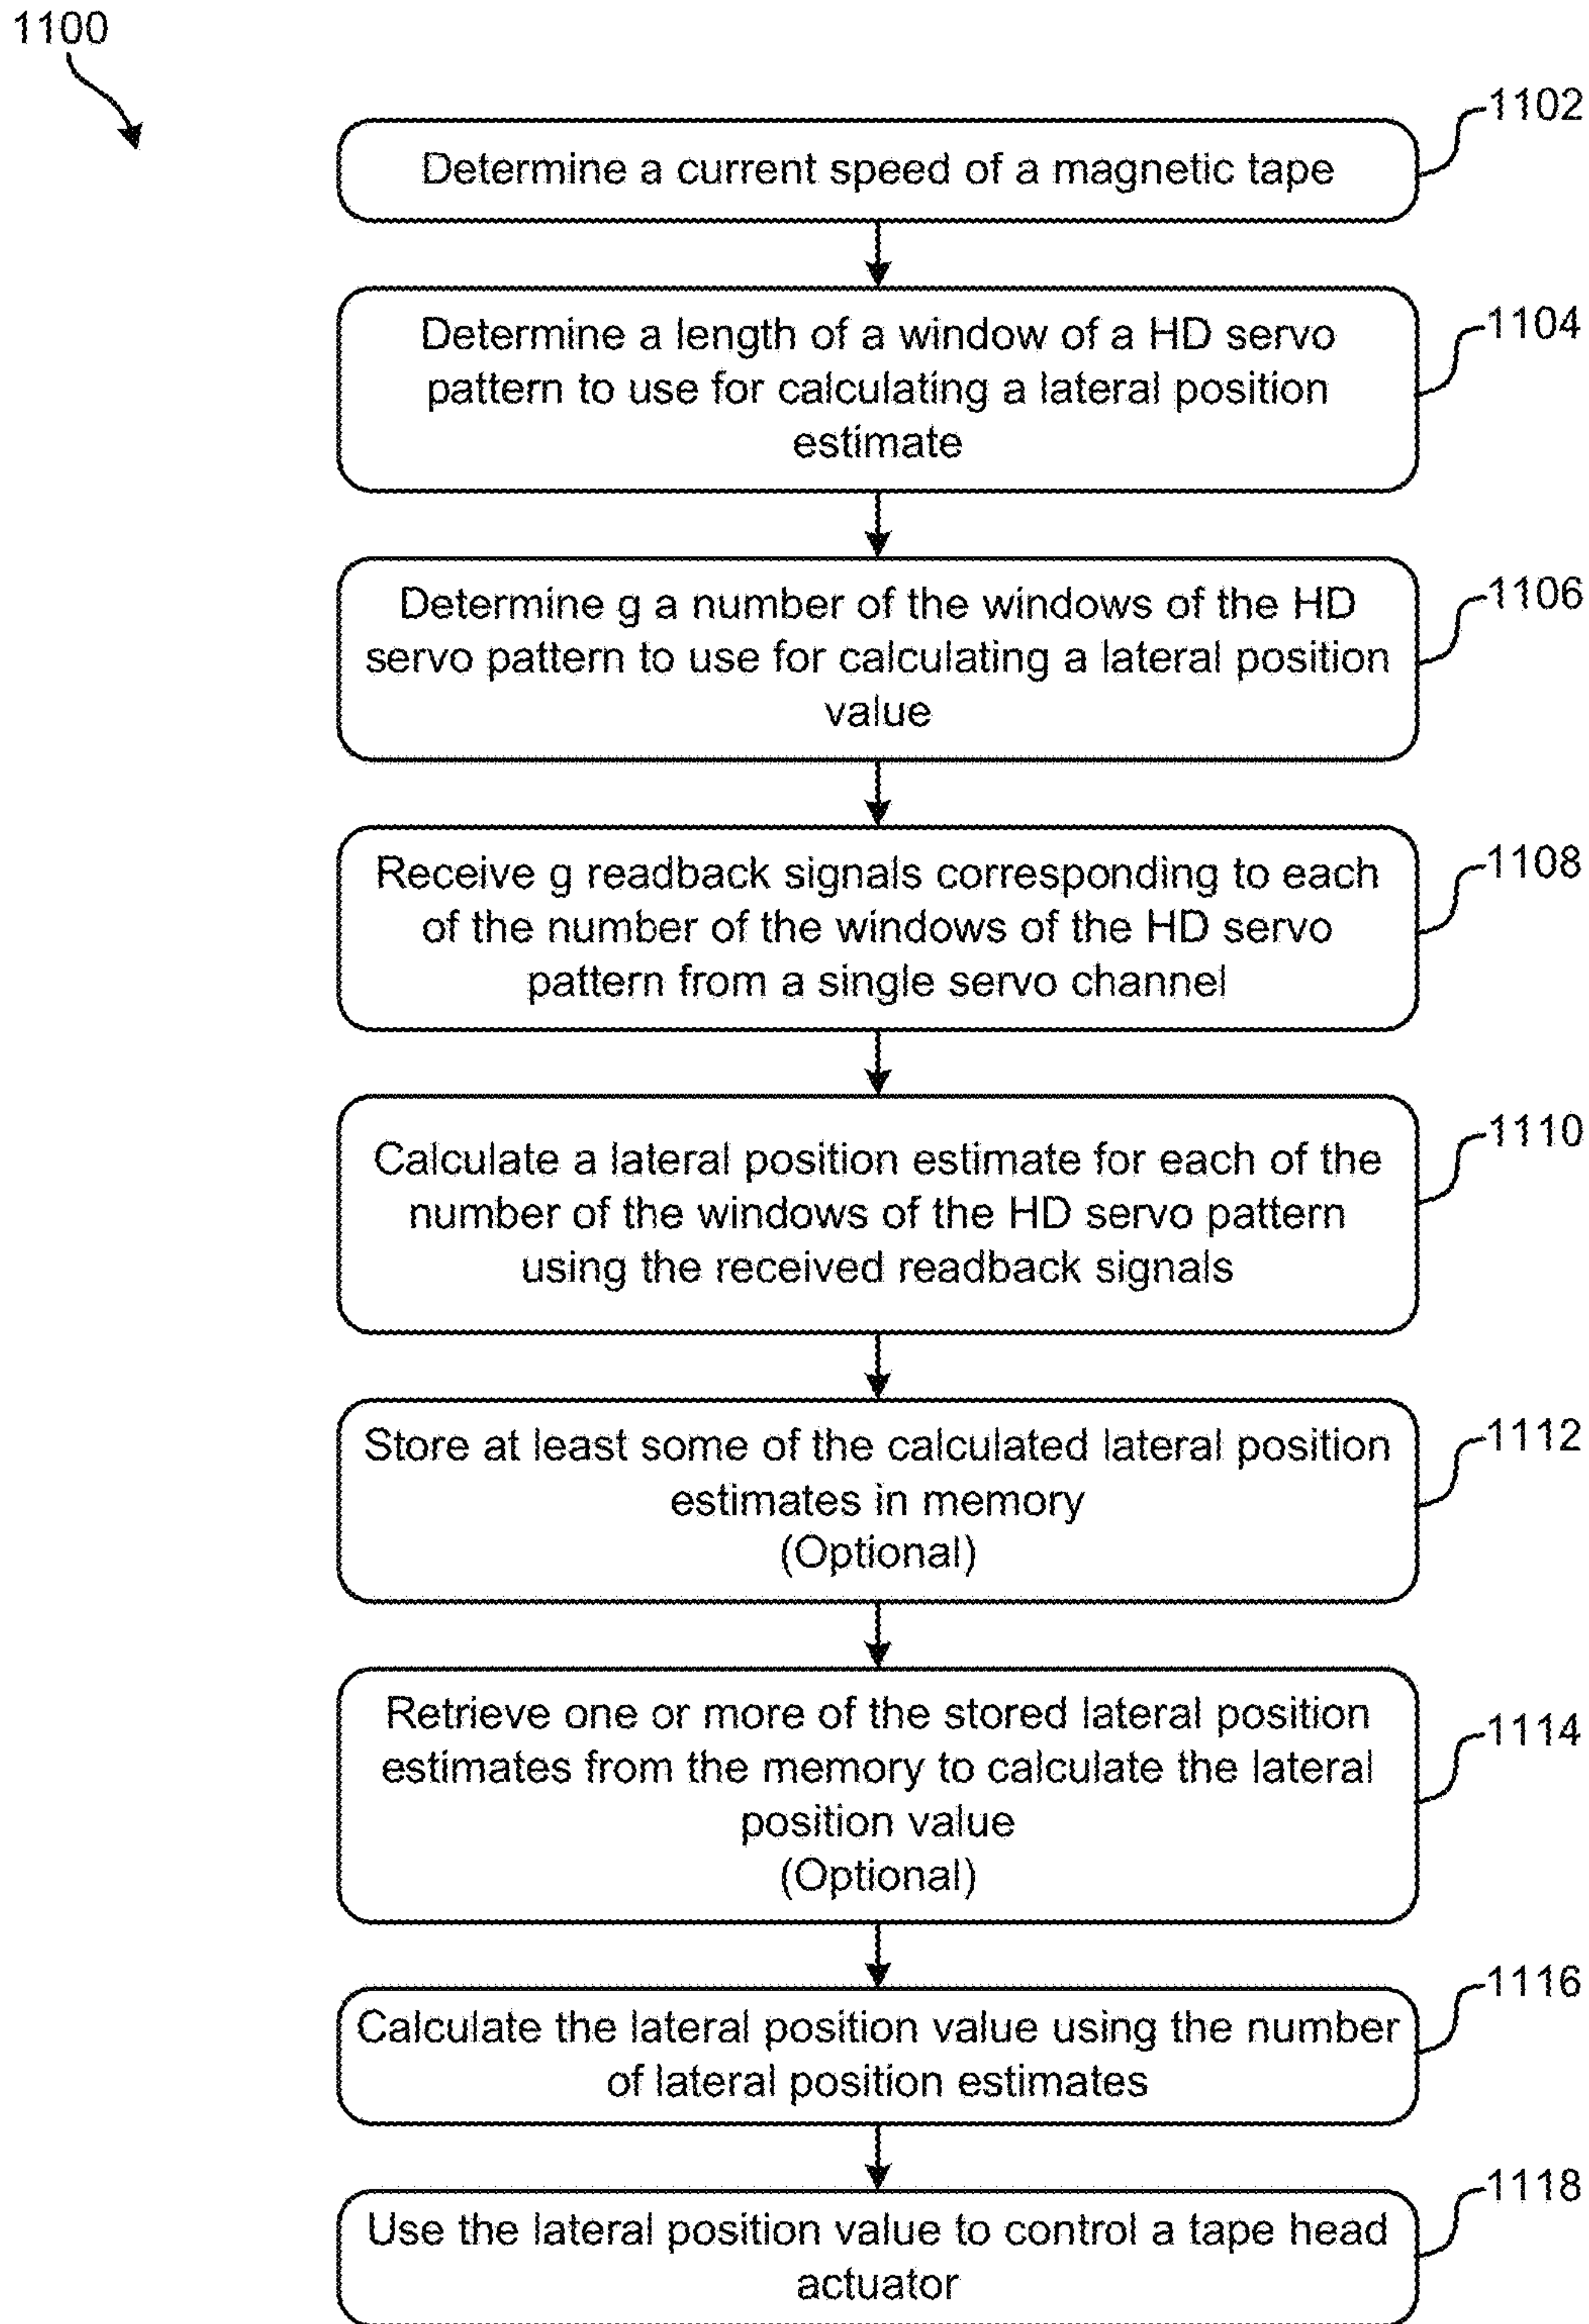 1100
1102
Determine a current speed of a magnetic tape
1104
Determine a length of a window of a HD servo
pattern to use for calculating a lateral position
estimate
1106
Determine g a number of the windows of the HD
servo pattern to use for calculating a lateral position
value
1108
Receive g readback signals corresponding to each
of the number of the windows of the HD servo
pattern from a single servo channel
1110
Calculate a lateral position estimate for each of the
number of the windows of the HD servo pattern
using the received readback signals
1112
Store at least some of the calculated lateral position
estimates in memory
(Optional)
1114
Retrieve one or more of the stored lateral position
estimates from the memory to calculate the lateral
position value
(Optional)
1116
Calculate the lateral position value using the number
of lateral position estimates
1118
Use the lateral position value to control a tape head
actuator